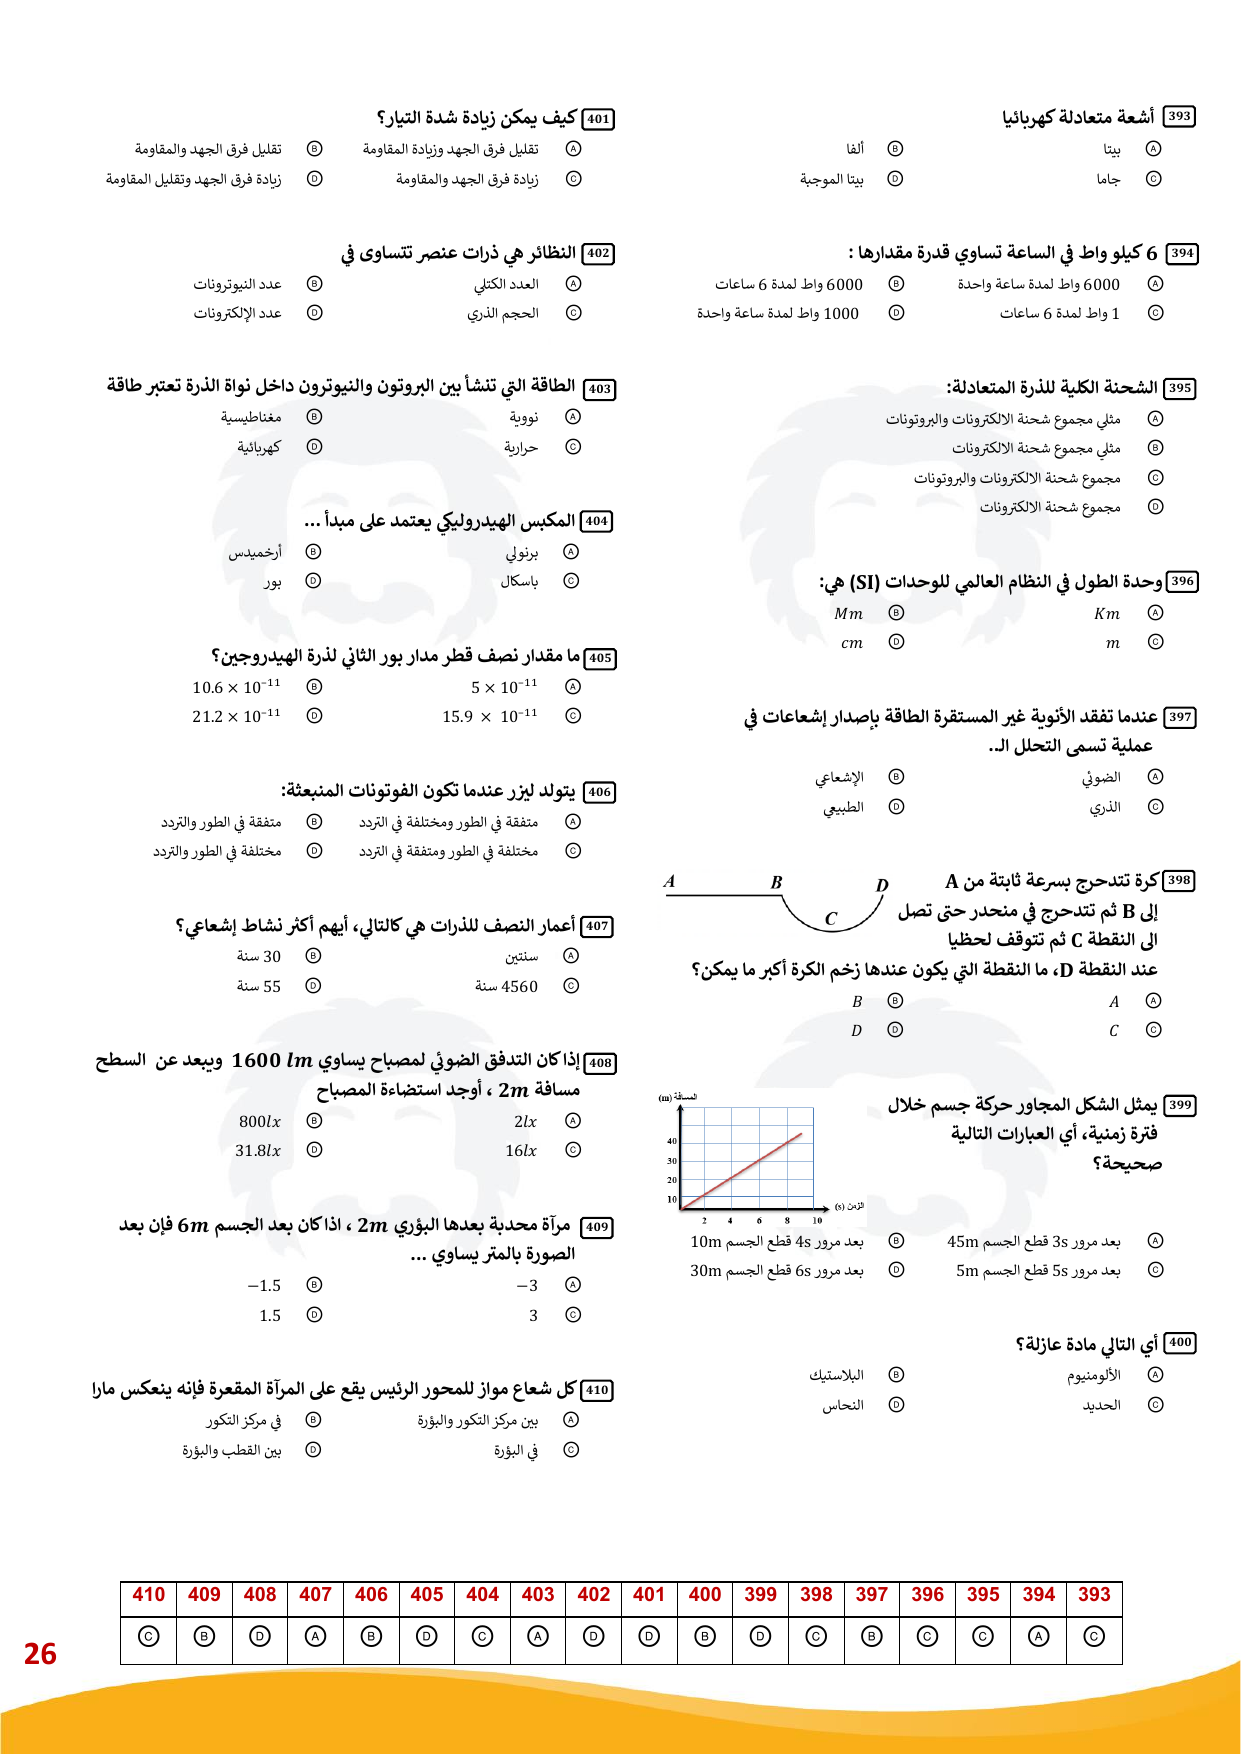 393 أشعة متعادلة كهربائيا
A بيتا B ألفا
C جاما D بيتا الموجبة
394 6 كيلو واط في الساعة تساوي قدرة مقدارها :
A 6000 واط لمدة ساعة واحدة B 6000 واط لمدة 6 ساعات
C 1 واط لمدة 6 ساعات D 1000 واط لمدة ساعة واحدة
395 الشحنة الكلية للذرة المتعادلة:
A مثلي مجموع شحنة الالكترونات والبروتونات
B مثلي مجموع شحنة الالكترونات
C مجموع شحنة الالكترونات والبروتونات
D مجموع شحنة الالكترونات
396 وحدة الطول في النظام العالمي للوحدات (SI) هي:
A Km B Mm
C m D cm
397 عندما تفقد الأنوية غير المستقرة الطاقة بإصدار إشعاعات في
عملية تسمى التحلل الـ..
A الضوئي B الإشعاعي
C الذري D الطبيعي
398 كرة تتدحرج بسرعة ثابتة من A
إلى B ثم تتدحرج في منحدر حتى تصل
الى النقطة C ثم تتوقف لحظيا
عند النقطة D، ما النقطة التي يكون عندها زخم الكرة أكبر ما يمكن؟
A B C D
A A B B
C C D D
399 يمثل الشكل المجاور حركة جسم خلال
فترة زمنية، أي العبارات التالية
صحيحة؟
المسافة (m)
40
30
20
10
2 4 6 8 10
الزمن (s)
A بعد مرور 3s قطع الجسم 45m B بعد مرور 4s قطع الجسم 10m
C بعد مرور 5s قطع الجسم 5m D بعد مرور 6s قطع الجسم 30m
400 أي التالي مادة عازلة؟
A الألومنيوم B البلاستيك
C الحديد D النحاس
401 كيف يمكن زيادة شدة التيار؟
A تقليل فرق الجهد وزيادة المقاومة B تقليل فرق الجهد والمقاومة
C زيادة فرق الجهد والمقاومة D زيادة فرق الجهد وتقليل المقاومة
402 النظائر هي ذرات عنصر تتساوى في
A العدد الكتلي B عدد النيوترونات
C الحجم الذري D عدد الإلكترونات
403 الطاقة التي تنشأ بين البروتون والنيوترون داخل نواة الذرة تعتبر طاقة
A نووية B مغناطيسية
C حرارية D كهربائية
404 المكبس الهيدروليكي يعتمد على مبدأ ...
A برنولي B أرخميدس
C باسكال D بور
405 ما مقدار نصف قطر مدار بور الثاني لذرة الهيدروجين؟
A 5 × 10⁻¹¹ B 10.6 × 10⁻¹¹
C 15.9 × 10⁻¹¹ D 21.2 × 10⁻¹¹
406 يتولد ليزر عندما تكون الفوتونات المنبعثة:
A متفقة في الطور ومختلفة في التردد B متفقة في الطور والتردد
C مختلفة في الطور ومتفقة في التردد D مختلفة في الطور والتردد
407 أعمار النصف للذرات هي كالتالي، أيهم أكثر نشاط إشعاعي؟
A سنتين B 30 سنة
C 4560 سنة D 55 سنة
408 إذا كان التدفق الضوئي لمصباح يساوي 1600 lm ويبعد عن السطح
مسافة 2m ، أوجد استضاءة المصباح
A 2lx B 800lx
C 16lx D 31.8lx
409 مرآة محدبة بعدها البؤري 2m ، اذا كان بعد الجسم 6m فإن بعد
الصورة بالمتر يساوي ...
A −3 B −1.5
C 3 D 1.5
410 كل شعاع مواز للمحور الرئيس يقع على المرآة المقعرة فإنه ينعكس مارا
A بين مركز التكور والبؤرة B في مركز التكور
C في البؤرة D بين القطب والبؤرة
410 409 408 407 406 405 404 403 402 401 400 399 398 397 396 395 394 393
C B D A B D C A D D B D C B C C A C
26